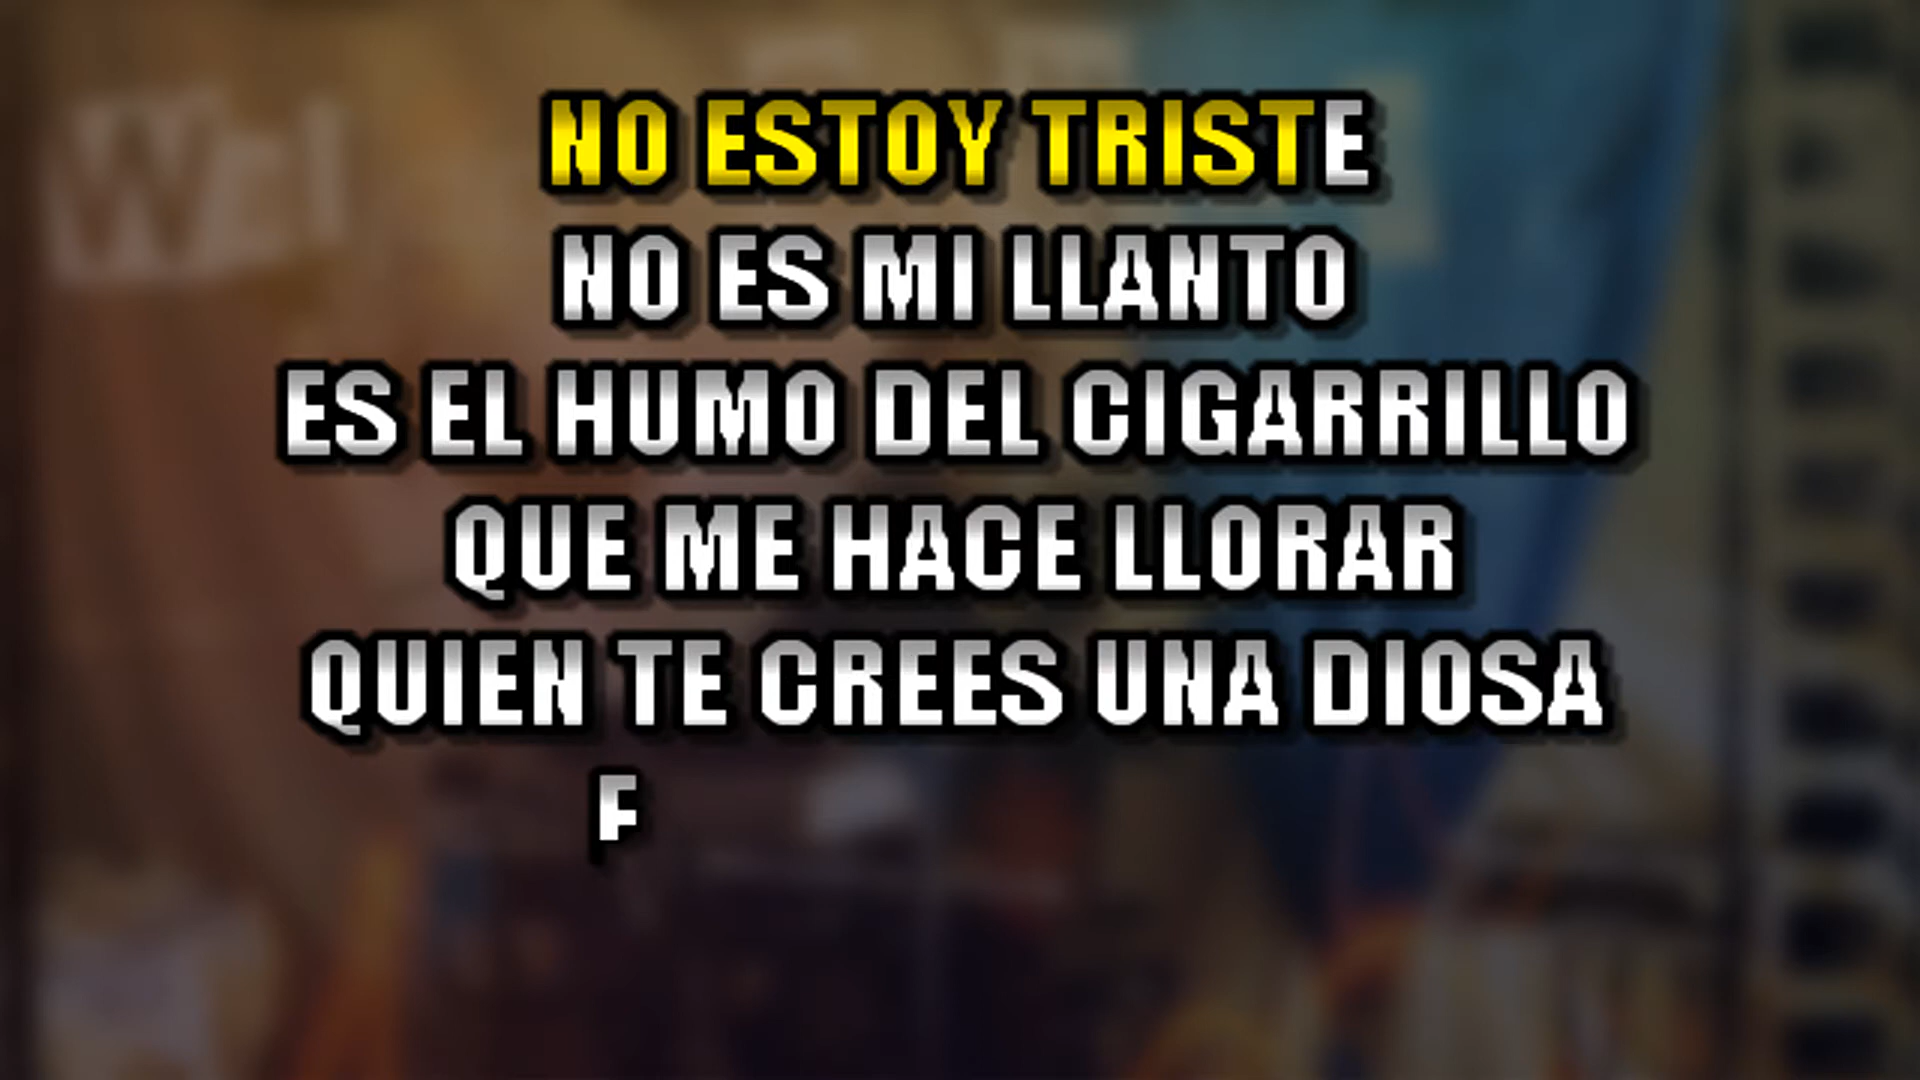 NO ESTOY TRISTE
NO ES MI LLANTO
ES EL HUMO DEL CIGARRILLO
QUE ME HACE LLORAR
QUIEN TE CREES UNA DIOSA